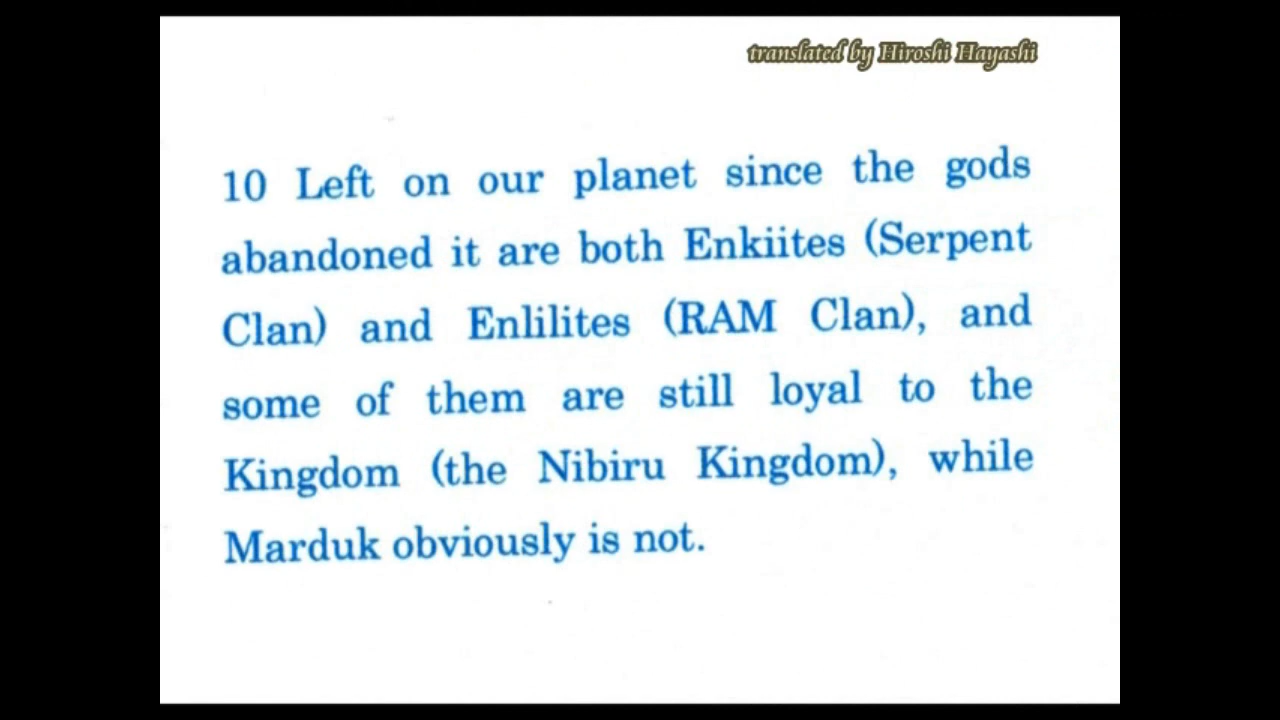 translated by Hiroshi Hayashi
10 Left on our planet since the gods
abandoned it are both Enkiites (Serpent
Clan) and Enlilites (RAM Clan), and
some of them are still loyal to the
Kingdom (the Nibiru Kingdom), while
Marduk obviously is not.